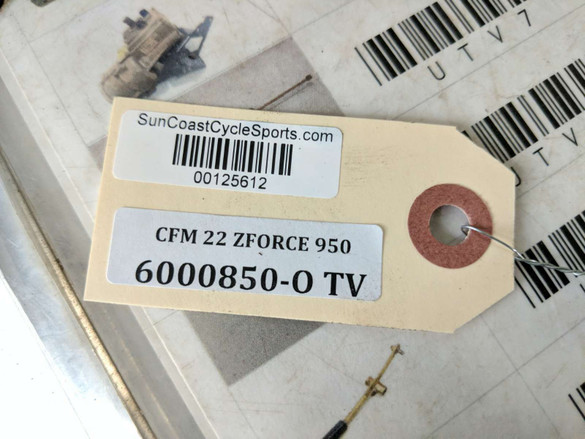 UTV7
UTV
SunCoastCycleSports.com
00125612
CFM 22 ZFORCE 950
6000850-O TV